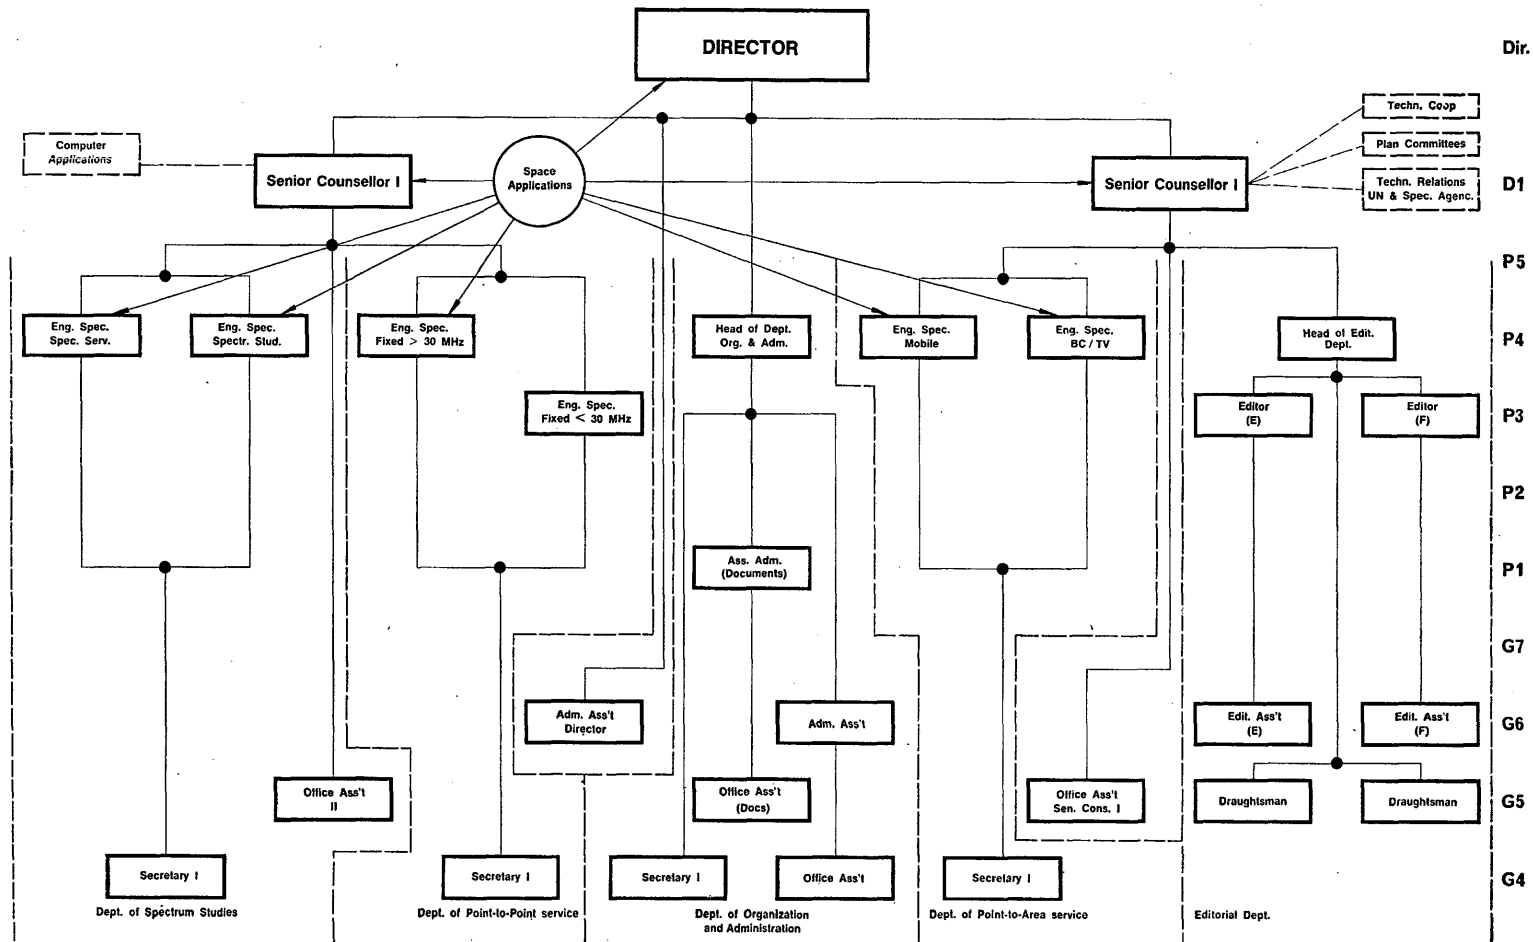 DIRECTOR
Dir.
Techn. Coop
Computer
Applications
Plan Committees
Senior Counsellor I
Space
Applications
Senior Counsellor I
Techn. Relations
UN & Spec. Agenc.
D1
P5
Eng. Spec.
Spec. Serv.
Eng. Spec.
Spectr. Stud.
Eng. Spec.
Fixed > 30 MHz
Head of Dept.
Org. & Adm.
Eng. Spec.
Mobile
Eng. Spec.
BC / TV
Head of Edit.
Dept.
P4
Eng. Spec.
Fixed < 30 MHz
Editor
(E)
Editor
(F)
P3
P2
Ass. Adm.
(Documents)
P1
G7
Adm. Ass't
Director
Adm. Ass't
Edit. Ass't
(E)
Edit. Ass't
(F)
G6
Office Ass't
II
Office Ass't
(Docs)
Office Ass't
Sen. Cons. I
Draughtsman
Draughtsman
G5
Secretary I
Secretary I
Secretary I
Office Ass't
Secretary I
G4
Dept. of Spectrum Studies
Dept. of Point-to-Point service
Dept. of Organization
and Administration
Dept. of Point-to-Area service
Editorial Dept.